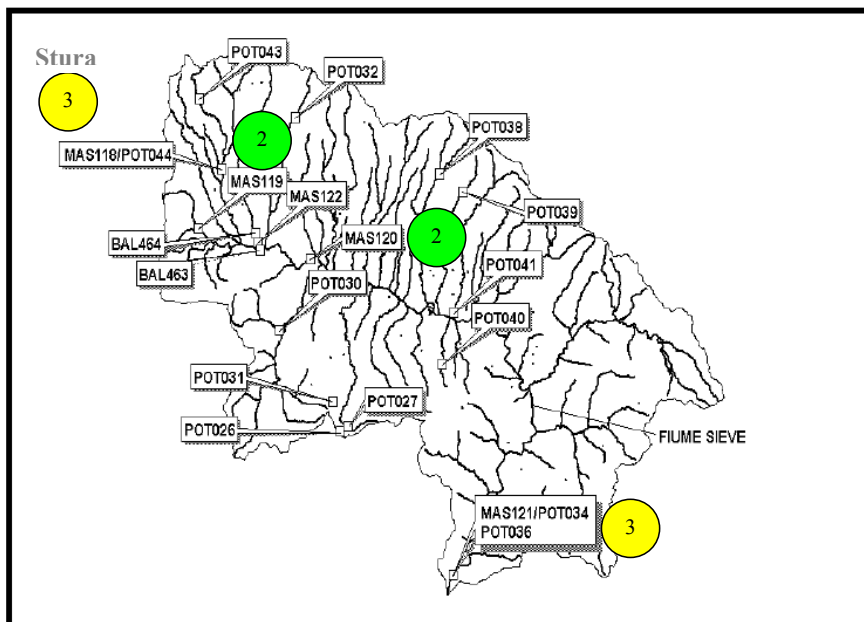 Stura
3
POT043
POT032
2
POT038
MAS118/POT044
MAS119
MAS122
POT039
2
BAL464
MAS120
BAL463
POT041
POT030
POT040
POT031
POT027
POT026
FIUME SIEVE
MAS121/POT034
POT036
3